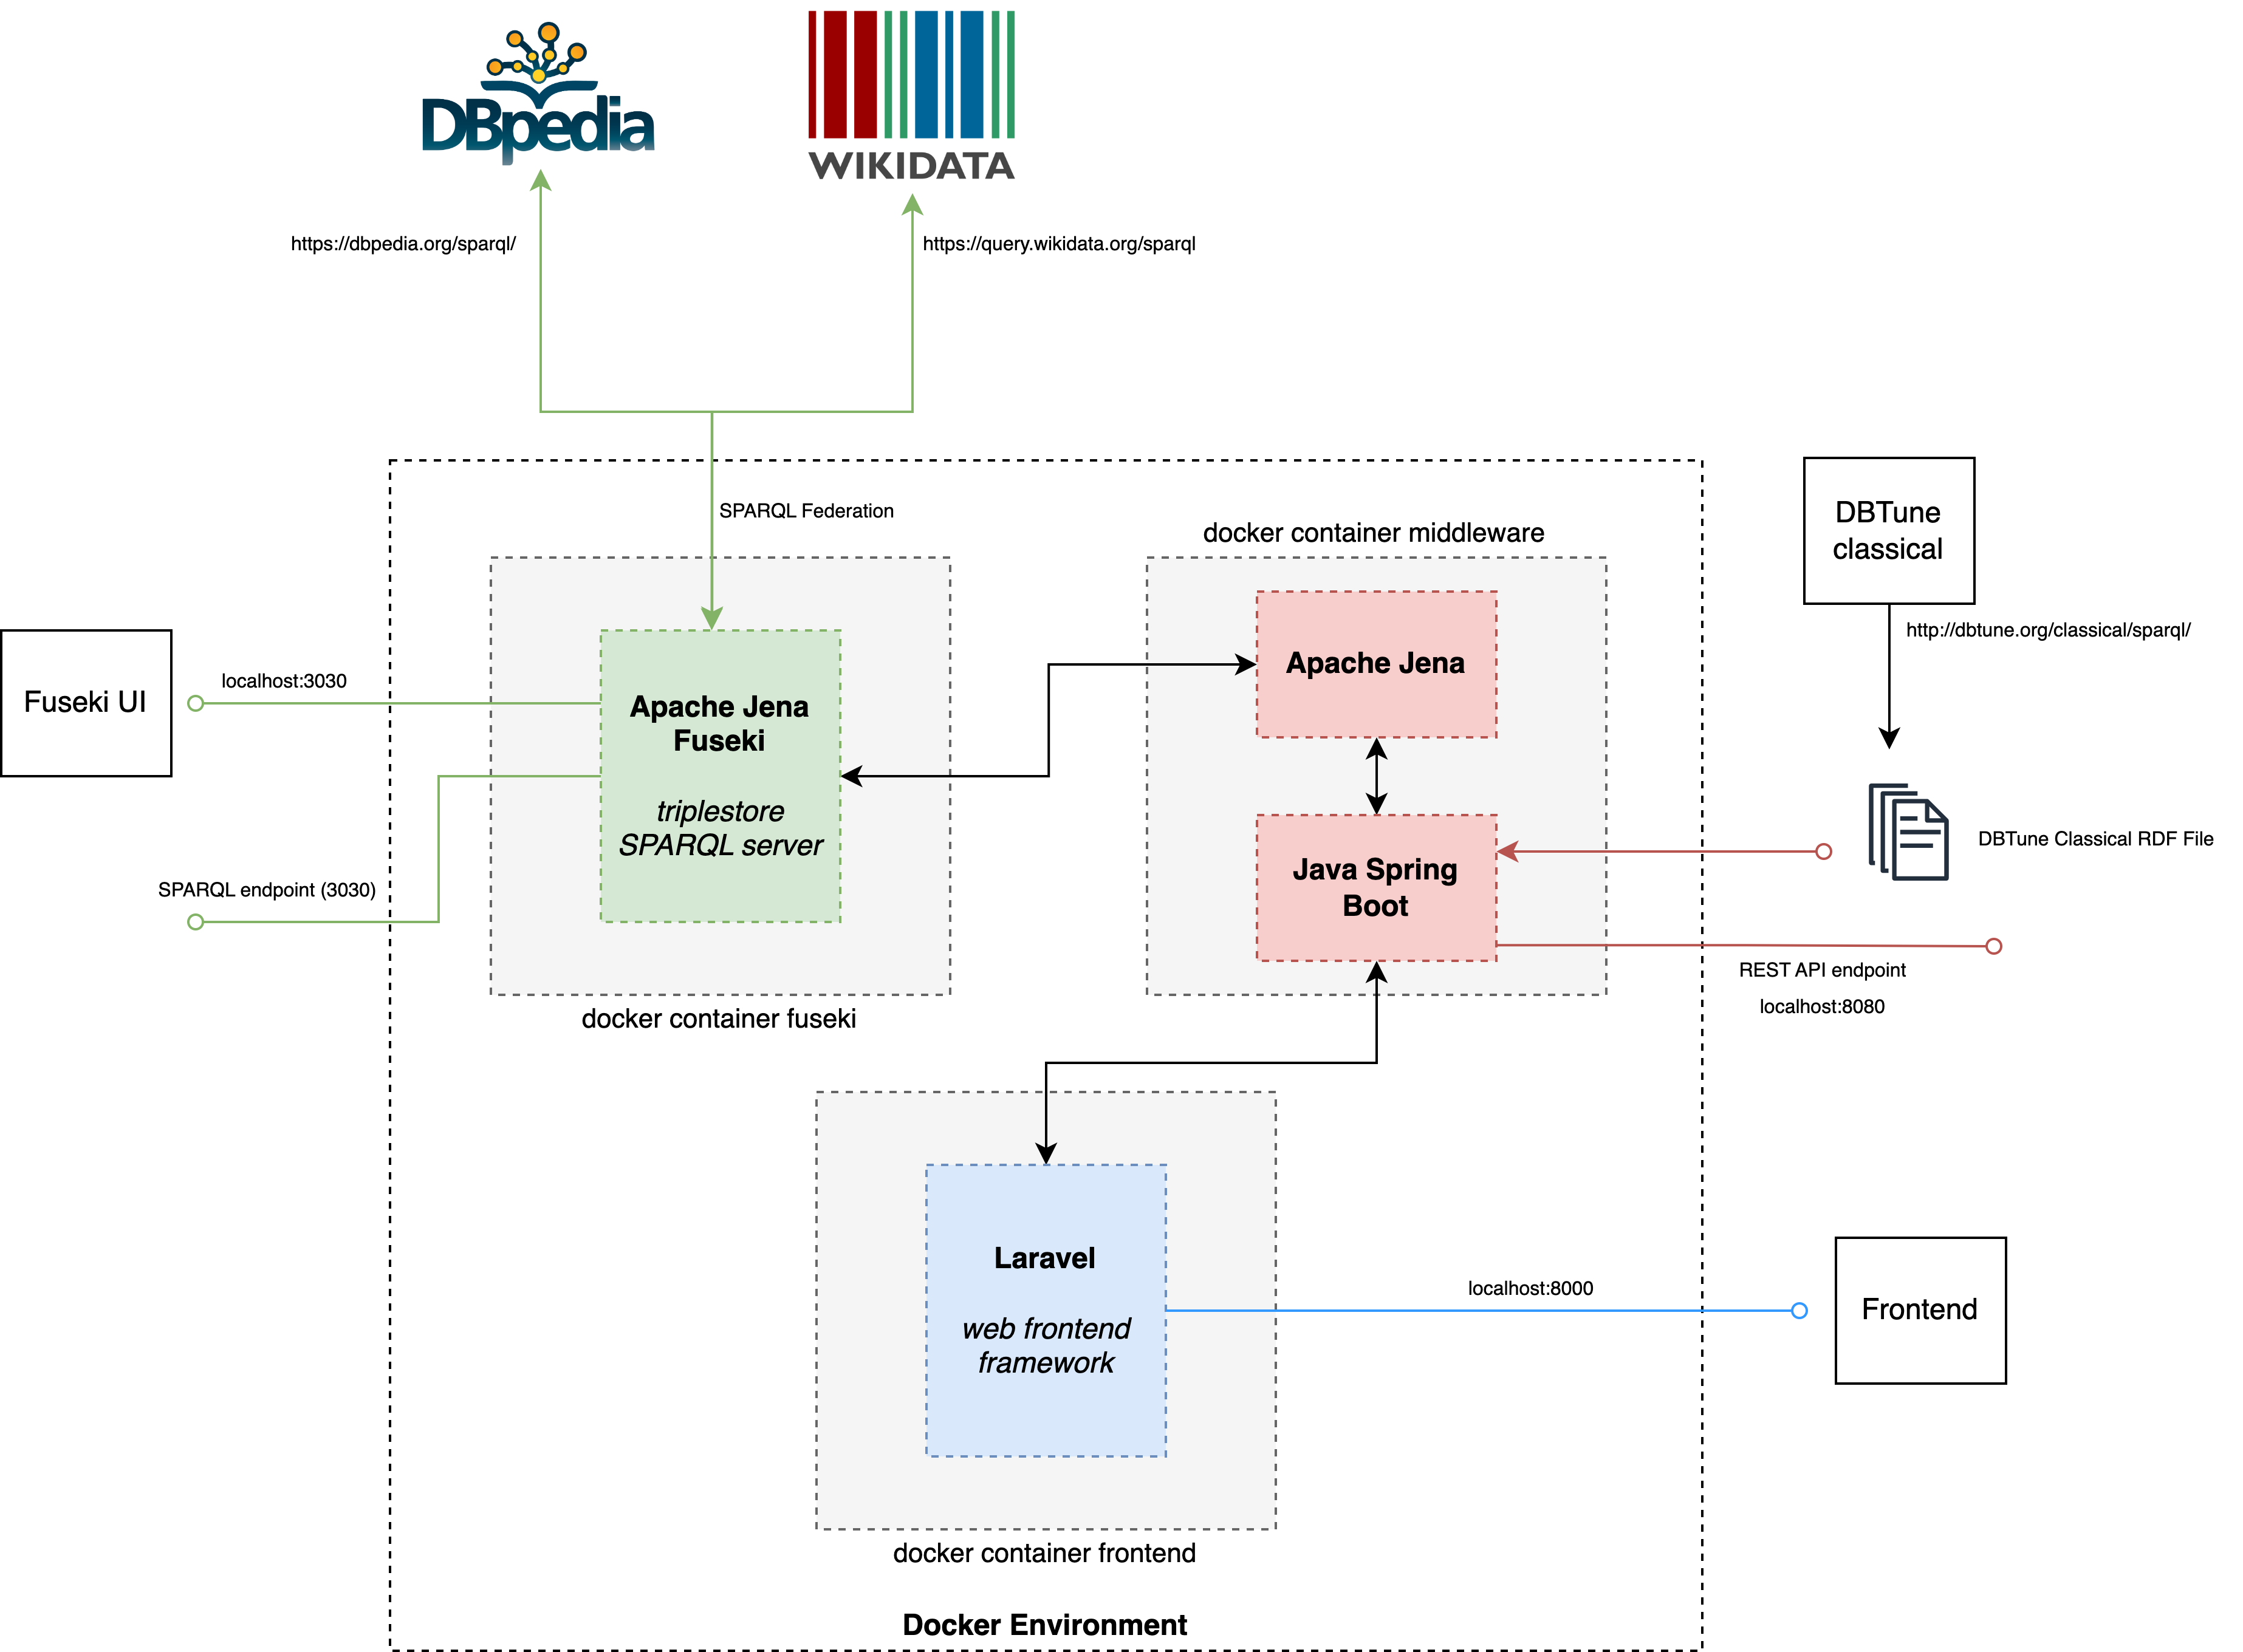 DBpedia
WIKIDATA
https://dbpedia.org/sparql/
https://query.wikidata.org/sparql
SPARQL Federation
docker container middleware
DBTune
classical
http://dbtune.org/classical/sparql/
Fuseki UI
localhost:3030
Apache Jena
Fuseki
triplestore
SPARQL server
SPARQL endpoint (3030)
docker container fuseki
Apache Jena
Java Spring
Boot
DBTune Classical RDF File
REST API endpoint
localhost:8080
Laravel
web frontend
framework
localhost:8000
Frontend
docker container frontend
Docker Environment